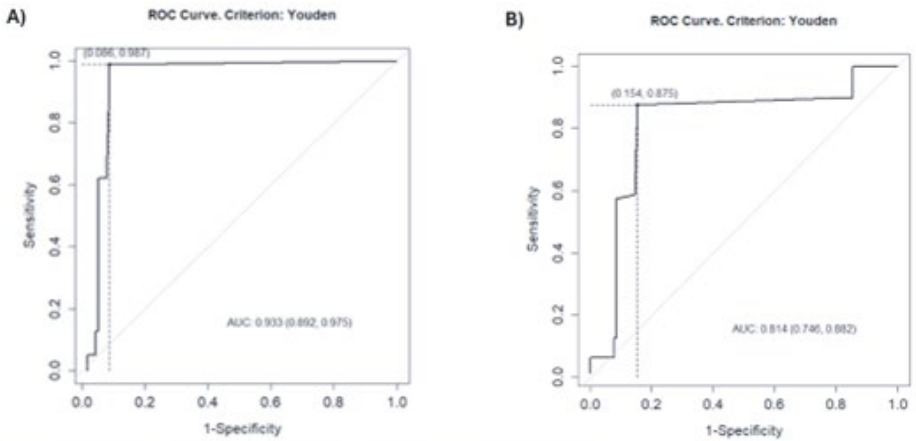 A)
ROC Curve. Criterion: Youden
(0.086, 0.987)
1.0
0.8
0.6
0.4
0.2
0.0
Sensitivity
AUC: 0.933 (0.892, 0.975)
0.0 0.2 0.4 0.6 0.8 1.0
1-Specificity
B)
ROC Curve. Criterion: Youden
(0.154, 0.875)
1.0
0.8
0.6
0.4
0.2
0.0
Sensitivity
AUC: 0.814 (0.746, 0.882)
0.0 0.2 0.4 0.6 0.8 1.0
1-Specificity